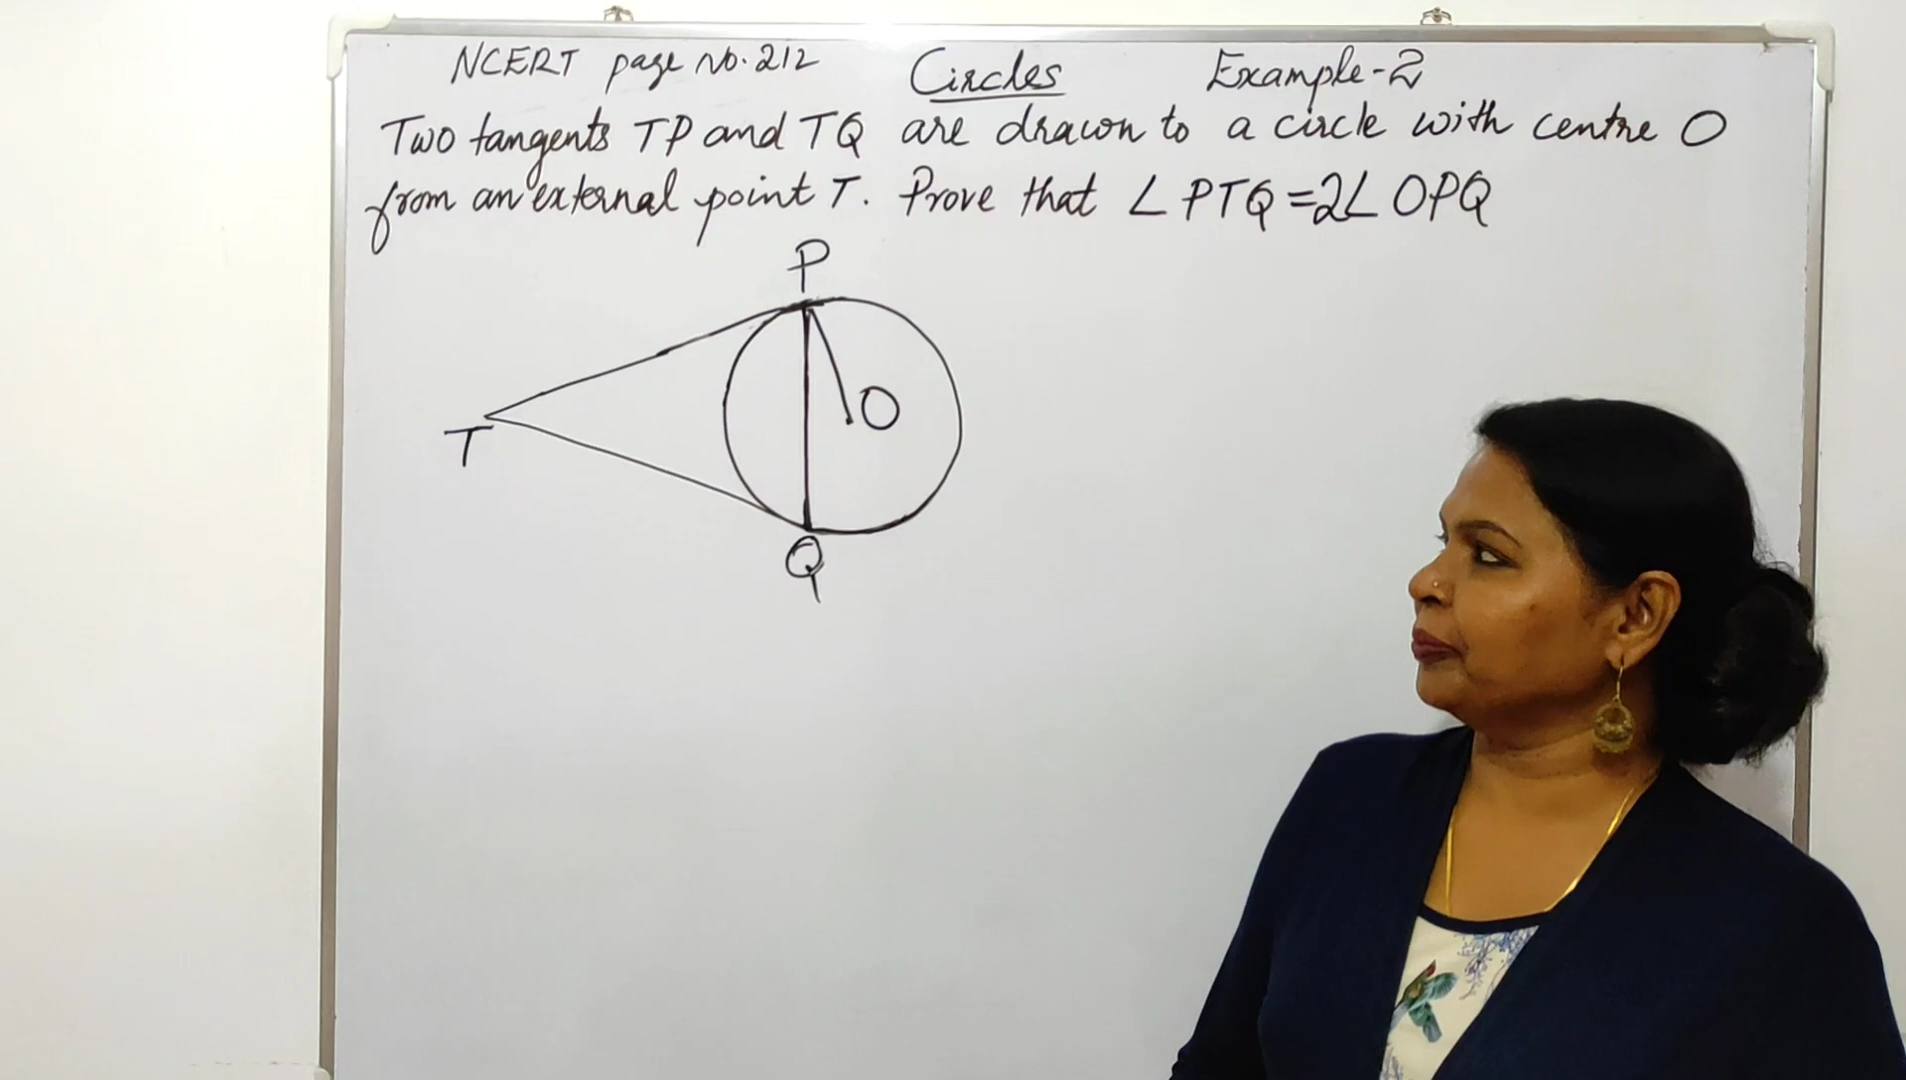 NCERT page no. 212 Circles Example-2
Two tangents TP and TQ are drawn to a circle with centre O
from an external point T. Prove that ∠PTQ=2∠OPQ
P
O
T
Q